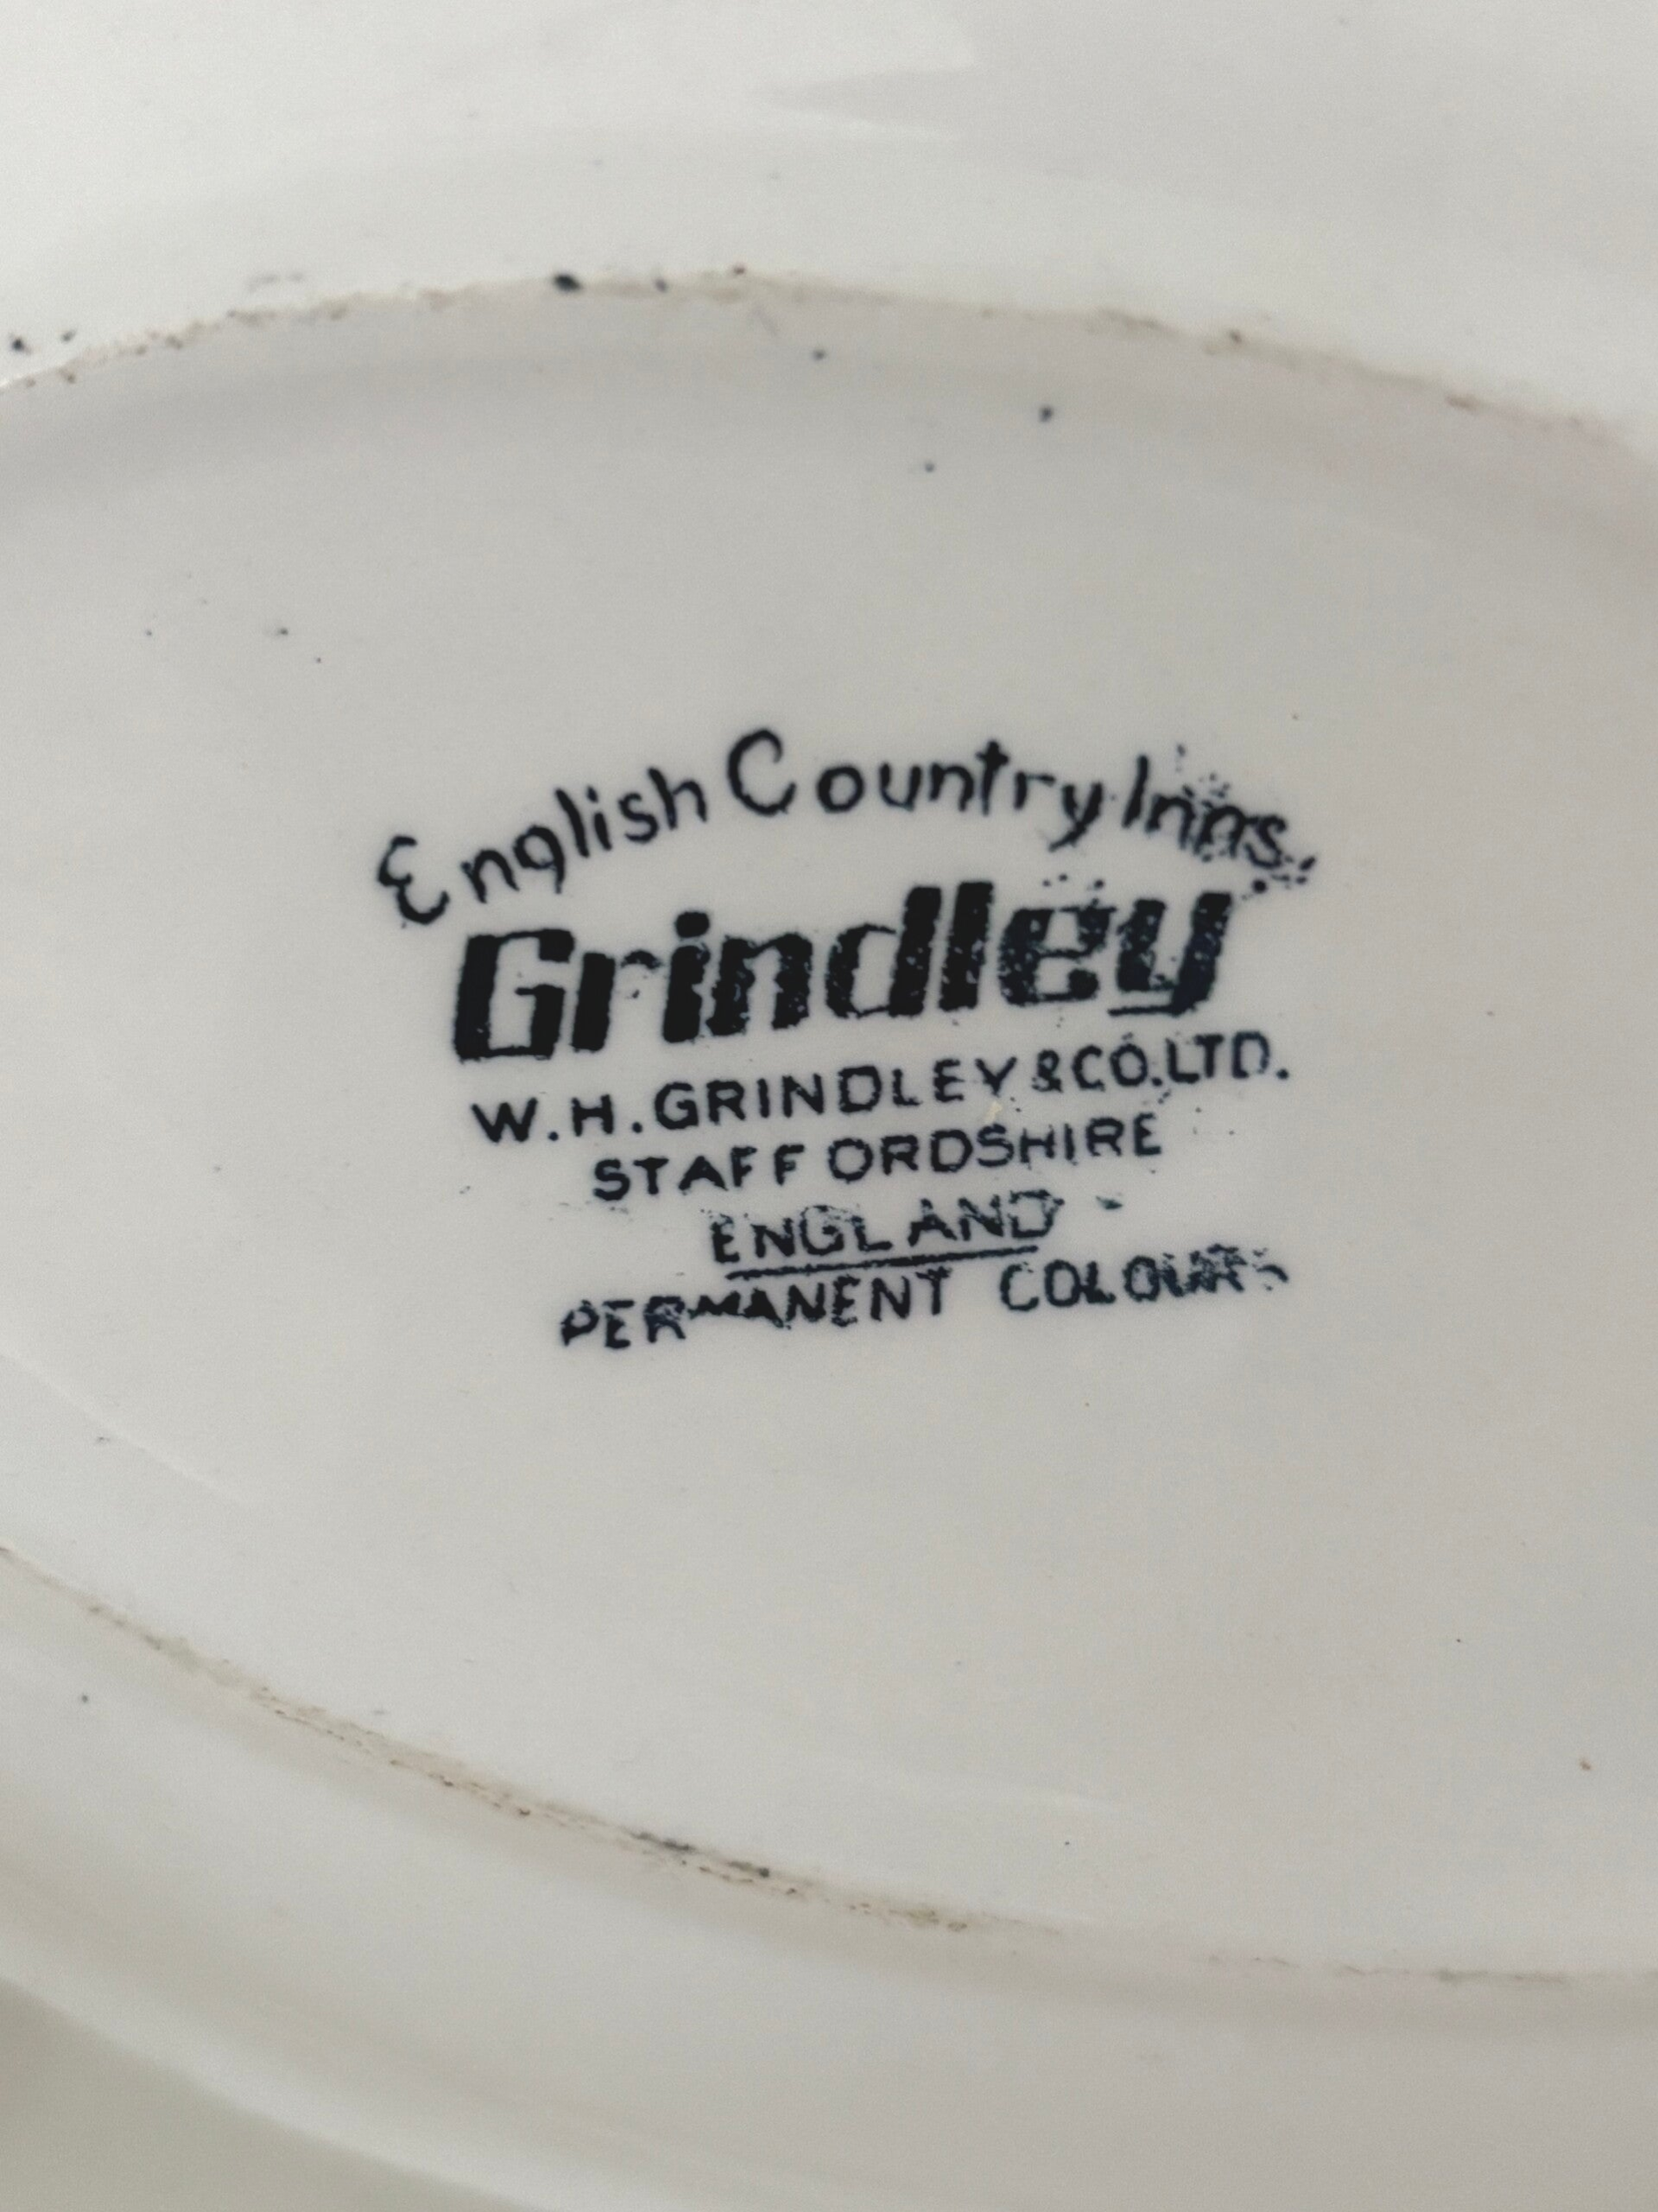 English Country Inns.
Grindley
W.H.GRINDLEY & CO.LTD.
STAFFORDSHIRE
ENGLAND
PERMANENT COLOURS